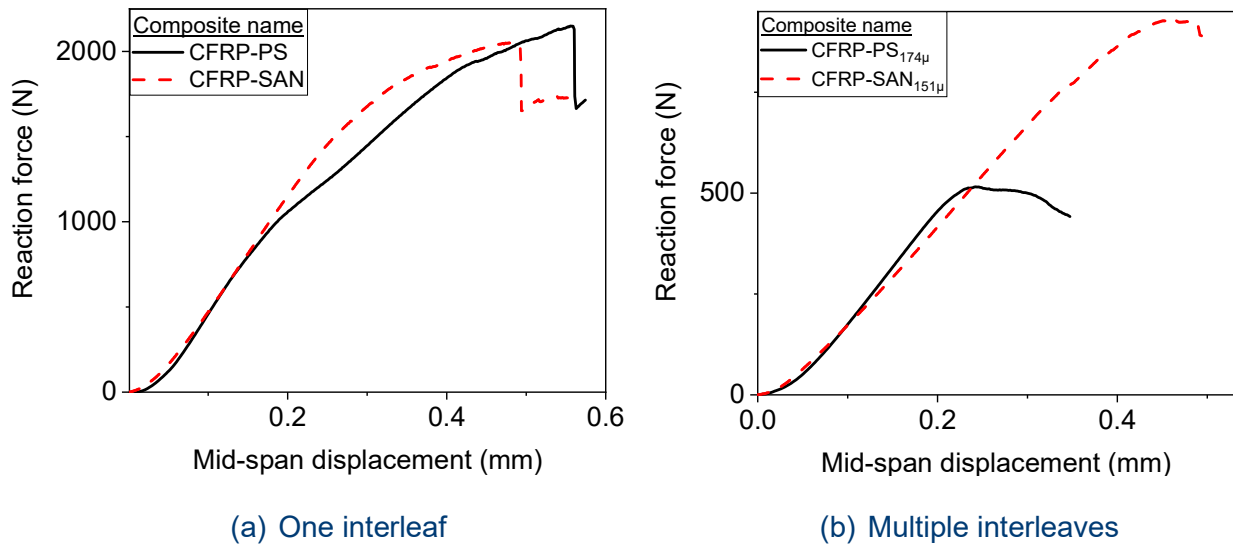 Composite name
CFRP-PS
CFRP-SAN
2000
1000
0
Reaction force (N)
0.2
0.4
0.6
Mid-span displacement (mm)
(a) One interleaf
Composite name
CFRP-PS174μ
CFRP-SAN151μ
500
0
Reaction force (N)
0.0
0.2
0.4
Mid-span displacement (mm)
(b) Multiple interleaves